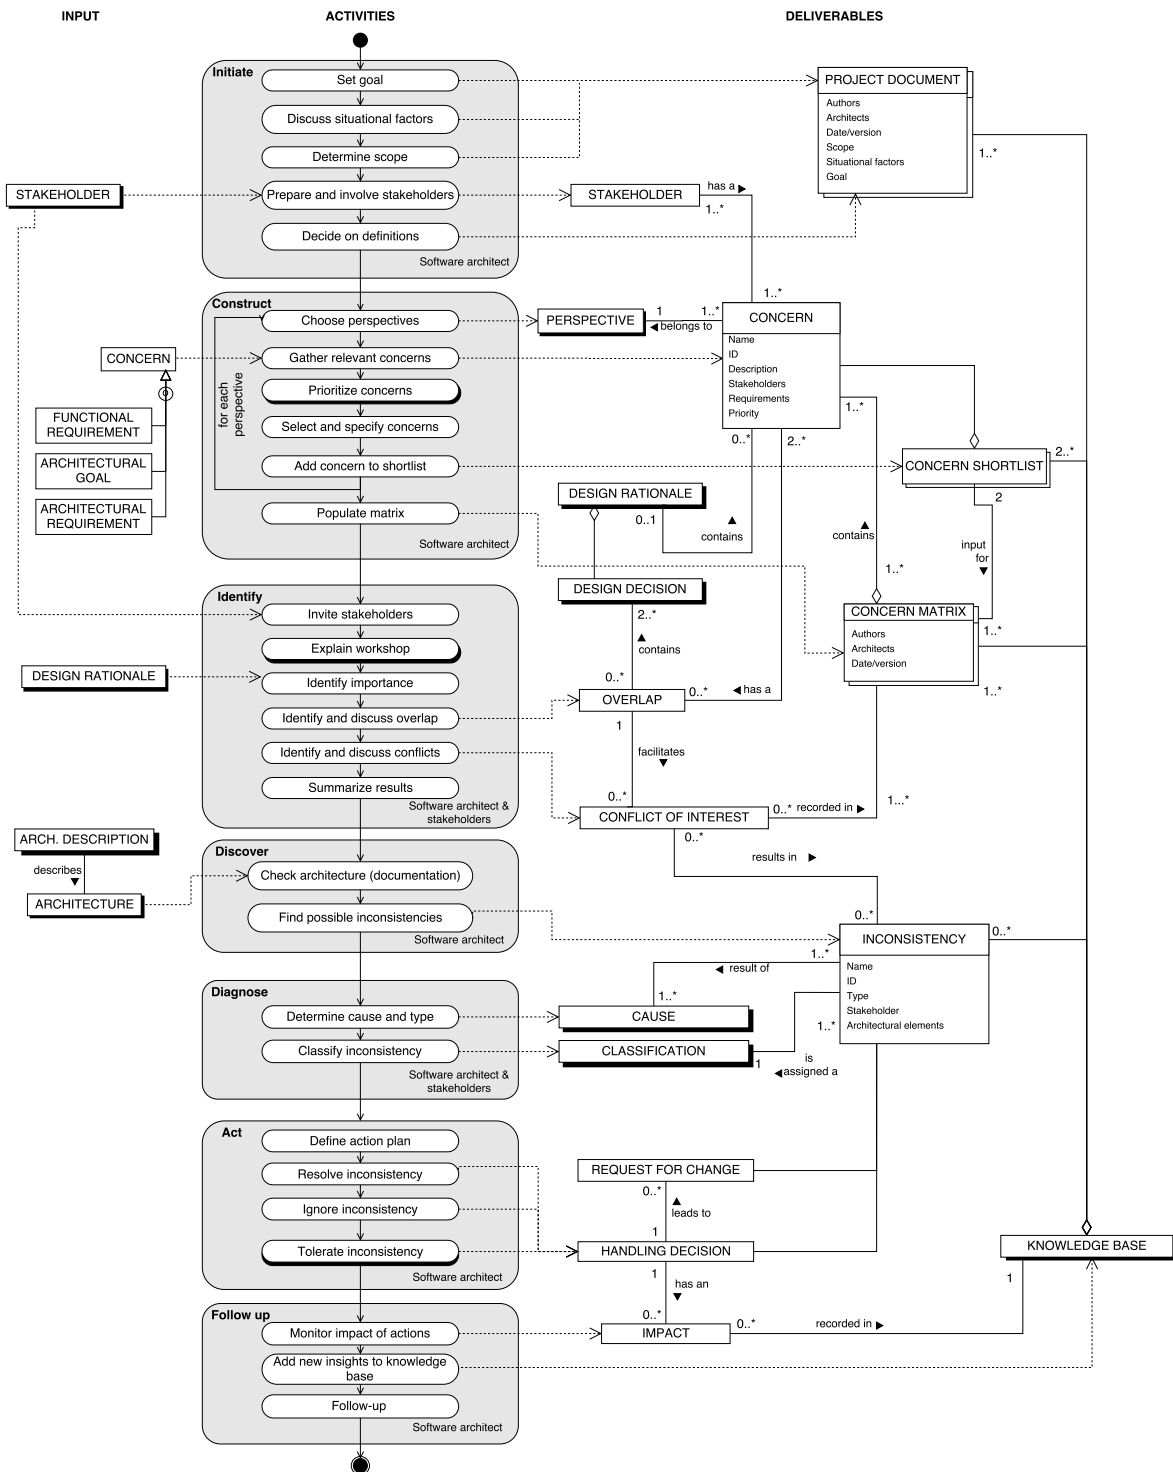 INPUT
ACTIVITIES
DELIVERABLES
Initiate
Set goal
Discuss situational factors
Determine scope
Prepare and involve stakeholders
Decide on definitions
Software architect
STAKEHOLDER
STAKEHOLDER
has a ▶
1..*
PROJECT DOCUMENT
Authors
Architects
Date/version
Scope
Situational factors
Goal
1..*
Construct
Choose perspectives
Gather relevant concerns
Prioritize concerns
Select and specify concerns
Add concern to shortlist
Populate matrix
for each
perspective
Software architect
CONCERN
FUNCTIONAL
REQUIREMENT
ARCHITECTURAL
GOAL
ARCHITECTURAL
REQUIREMENT
PERSPECTIVE
1
1..*
◀ belongs to
1..*
CONCERN
Name
ID
Description
Stakeholders
Requirements
Priority
0..*
2..*
1..*
CONCERN SHORTLIST
2..*
2
DESIGN RATIONALE
0..1
▲
contains
▲
contains
input
for
▼
1..*
DESIGN DECISION
2..*
▲
contains
0..*
CONCERN MATRIX
Authors
Architects
Date/version
1..*
1..*
Identify
Invite stakeholders
Explain workshop
Identify importance
Identify and discuss overlap
Identify and discuss conflicts
Summarize results
Software architect &
stakeholders
DESIGN RATIONALE
OVERLAP
0..*
◀ has a
1
facilitates
▼
0..*
CONFLICT OF INTEREST
0..*
recorded in ▶
1...*
0..*
results in ▶
ARCH. DESCRIPTION
describes
▼
ARCHITECTURE
Discover
Check architecture (documentation)
Find possible inconsistencies
Software architect
0..*
INCONSISTENCY
0..*
Name
ID
Type
Stakeholder
Architectural elements
1..*
◀ result of
1..*
1..*
Diagnose
Determine cause and type
Classify inconsistency
Software architect &
stakeholders
CAUSE
CLASSIFICATION
1
is
◀assigned a
Act
Define action plan
Resolve inconsistency
Ignore inconsistency
Tolerate inconsistency
Software architect
REQUEST FOR CHANGE
0..*
▲
leads to
1
HANDLING DECISION
1
has an
▼
0..*
KNOWLEDGE BASE
1
Follow up
Monitor impact of actions
Add new insights to knowledge
base
Follow-up
Software architect
IMPACT
0..*
recorded in ▶